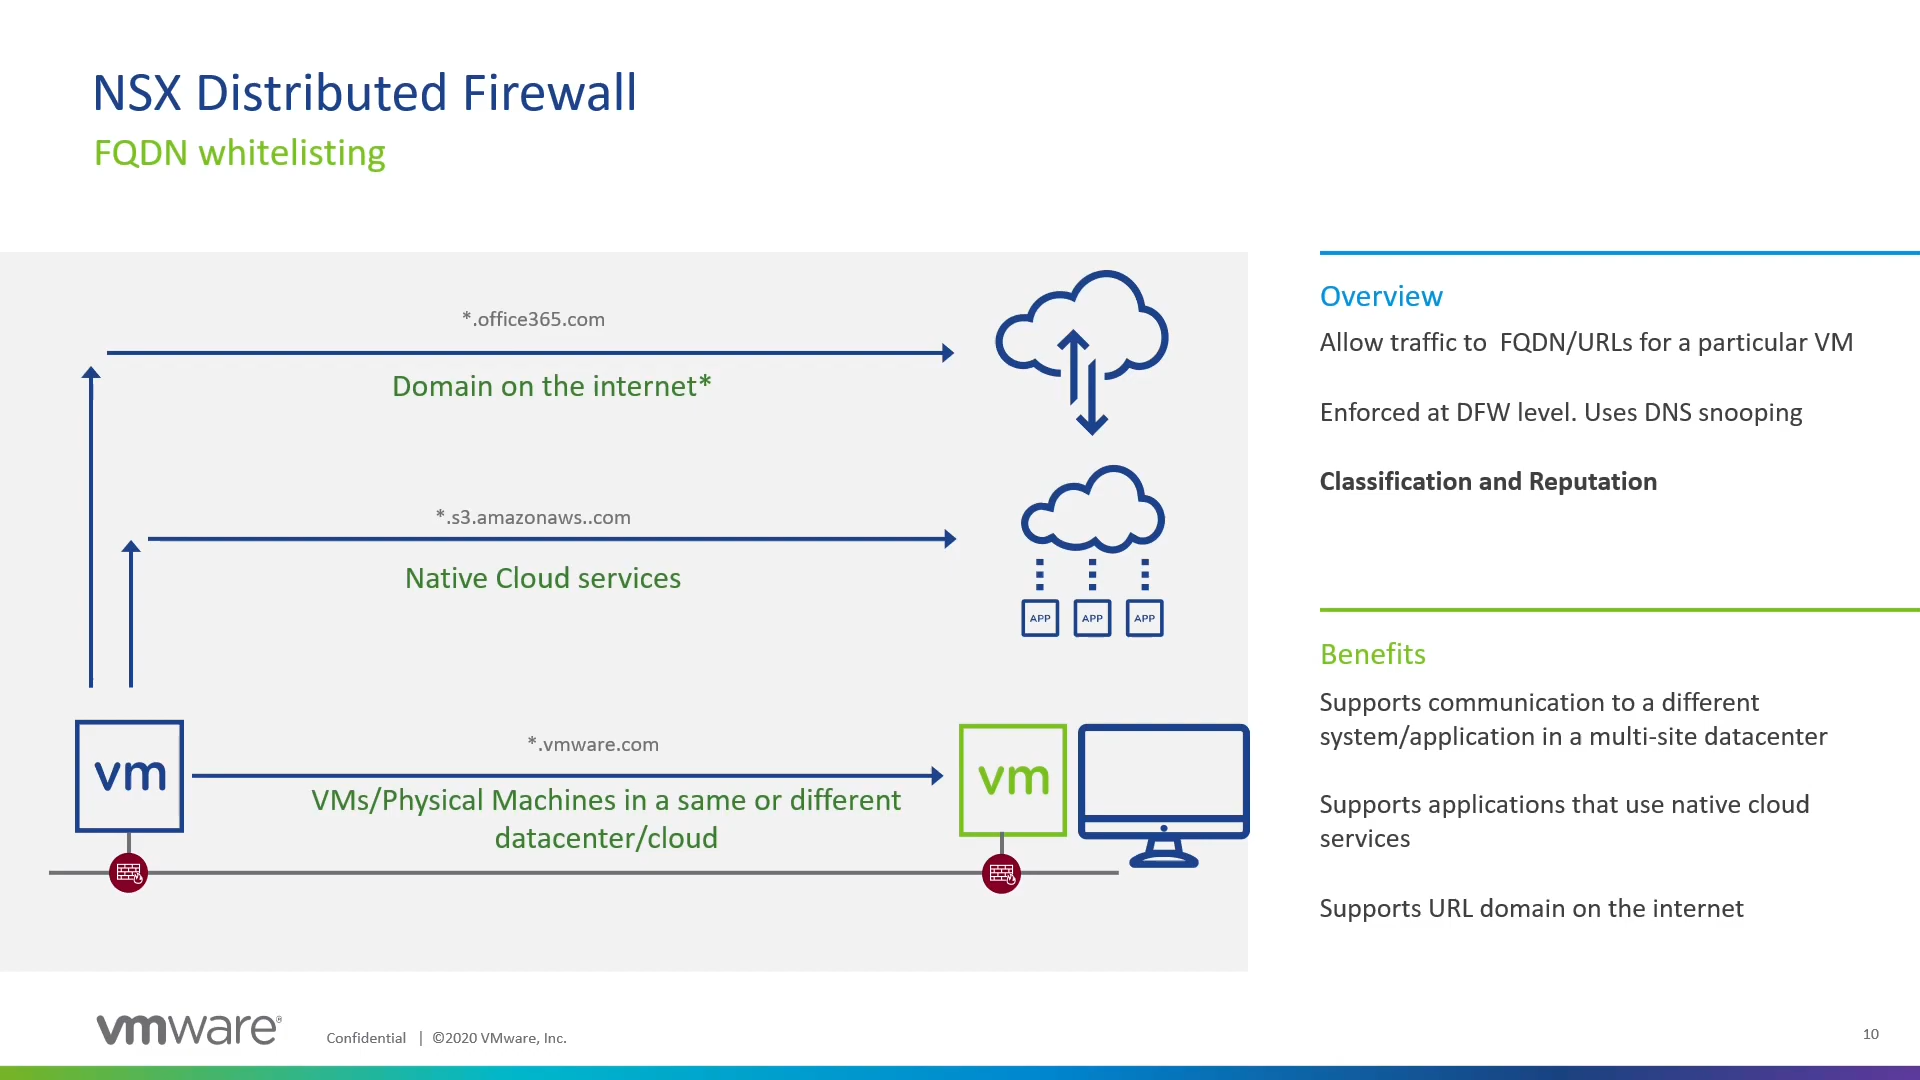 NSX Distributed Firewall
FQDN whitelisting
*.office365.com
Domain on the internet*
*.s3.amazonaws..com
Native Cloud services
APP APP APP
vm
*.vmware.com
VMs/Physical Machines in a same or different
datacenter/cloud
vm
Overview
Allow traffic to  FQDN/URLs for a particular VM
Enforced at DFW level. Uses DNS snooping
Classification and Reputation
Benefits
Supports communication to a different
system/application in a multi-site datacenter
Supports applications that use native cloud
services
Supports URL domain on the internet
vmware®
Confidential | ©2020 VMware, Inc.
10